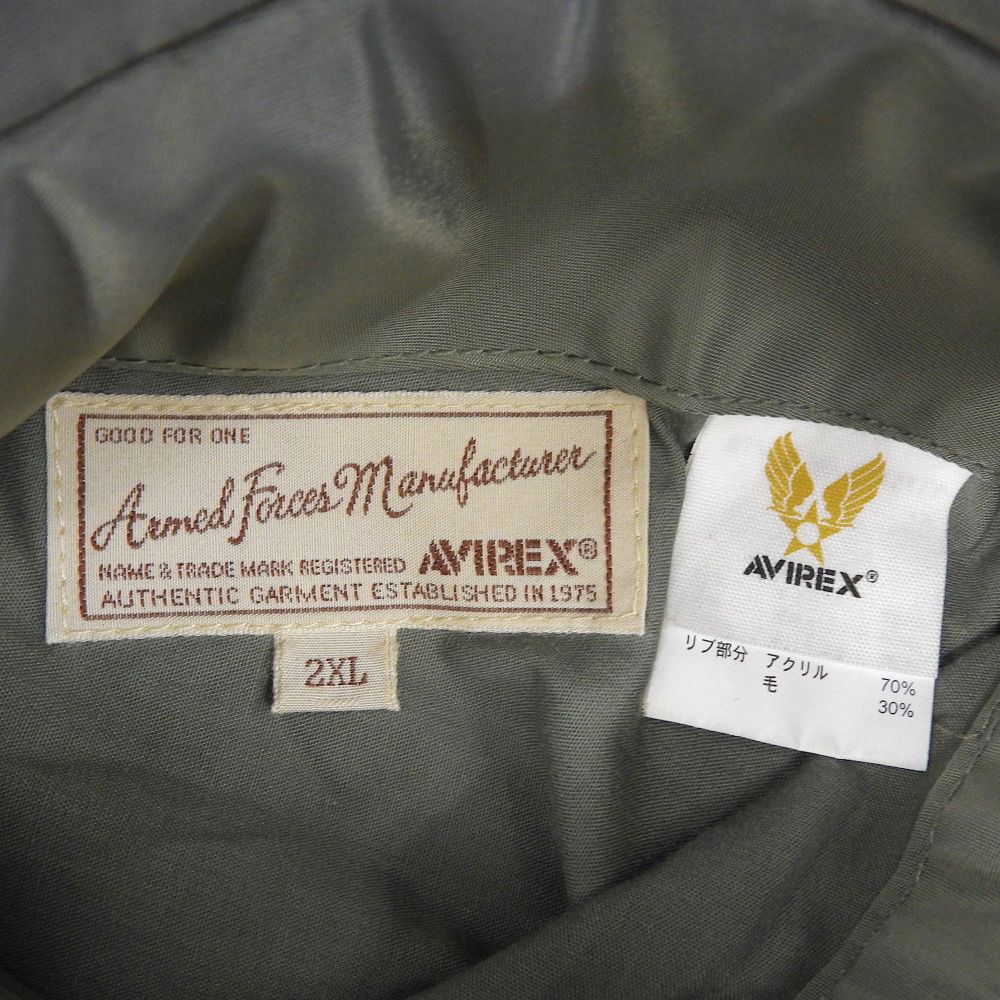 GOOD FOR ONE
Armed Forces Manufacturer
NAME & TRADE MARK REGISTERED AVIREX®
AUTHENTIC GARMENT ESTABLISHED IN 1975
2XL
AVIREX®
リブ部分 アクリル 70%
毛 30%